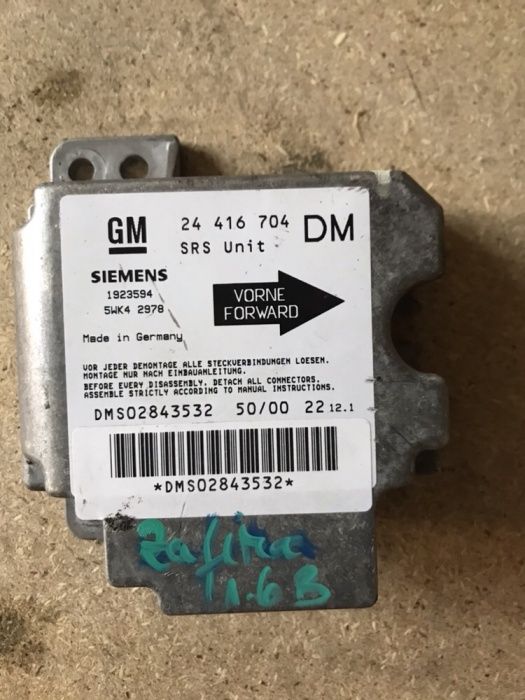 GM 24 416 704 DM
SRS Unit
SIEMENS
1923594
5WK4 2978
VORNE
FORWARD
Made in Germany
VOR JEDER DEMONTAGE ALLE STECKVERBINDUNGEN LOESEN.
MONTAGE NUR NACH EINBAUANLEITUNG.
BEFORE EVERY DISASSEMBLY, DETACH ALL CONNECTORS.
ASSEMBLE STRICTLY ACCORDING TO MANUAL INSTRUCTIONS.
DMS02843532 50/00 22 12.1
*DMS02843532*
Zafira
1.6 B